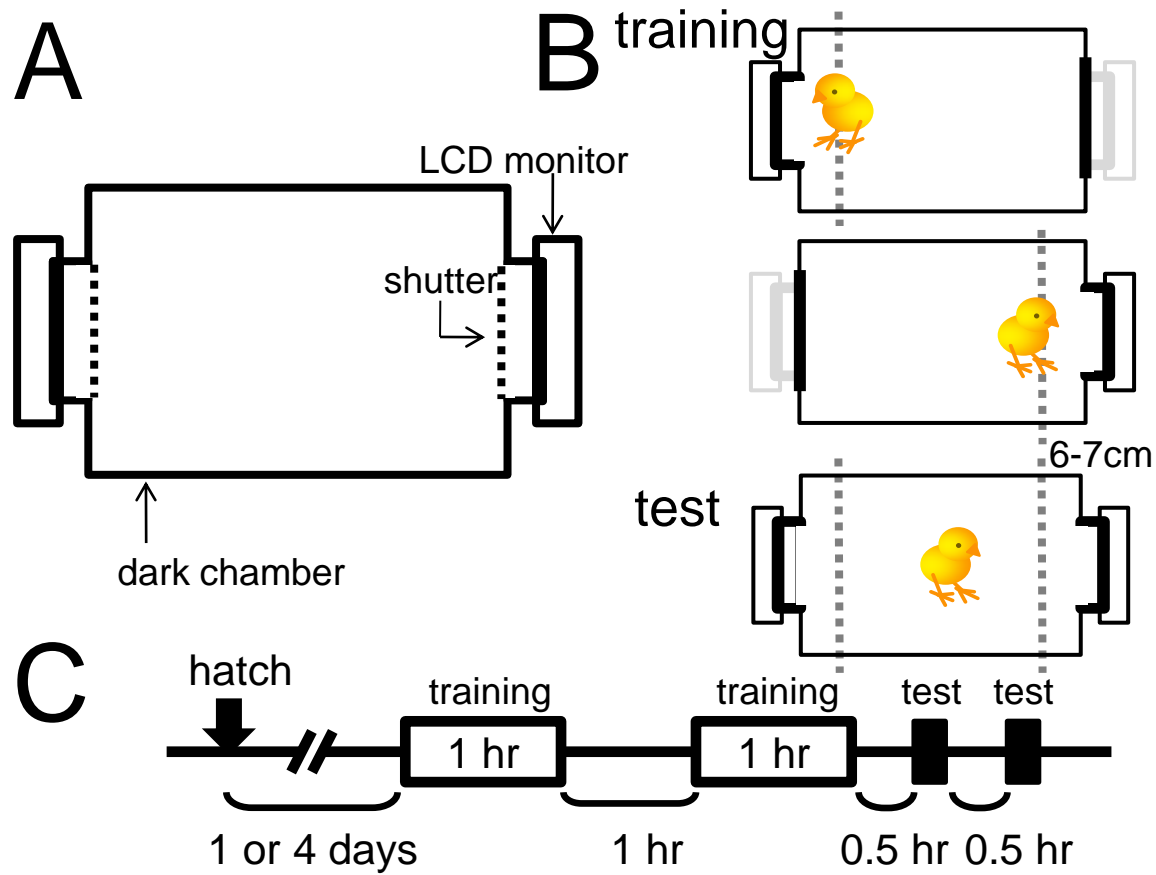 A
LCD monitor
shutter
dark chamber
B
training
6-7cm
test
C
hatch
training
training
test
test
1 hr
1 hr
1 or 4 days
1 hr
0.5 hr
0.5 hr